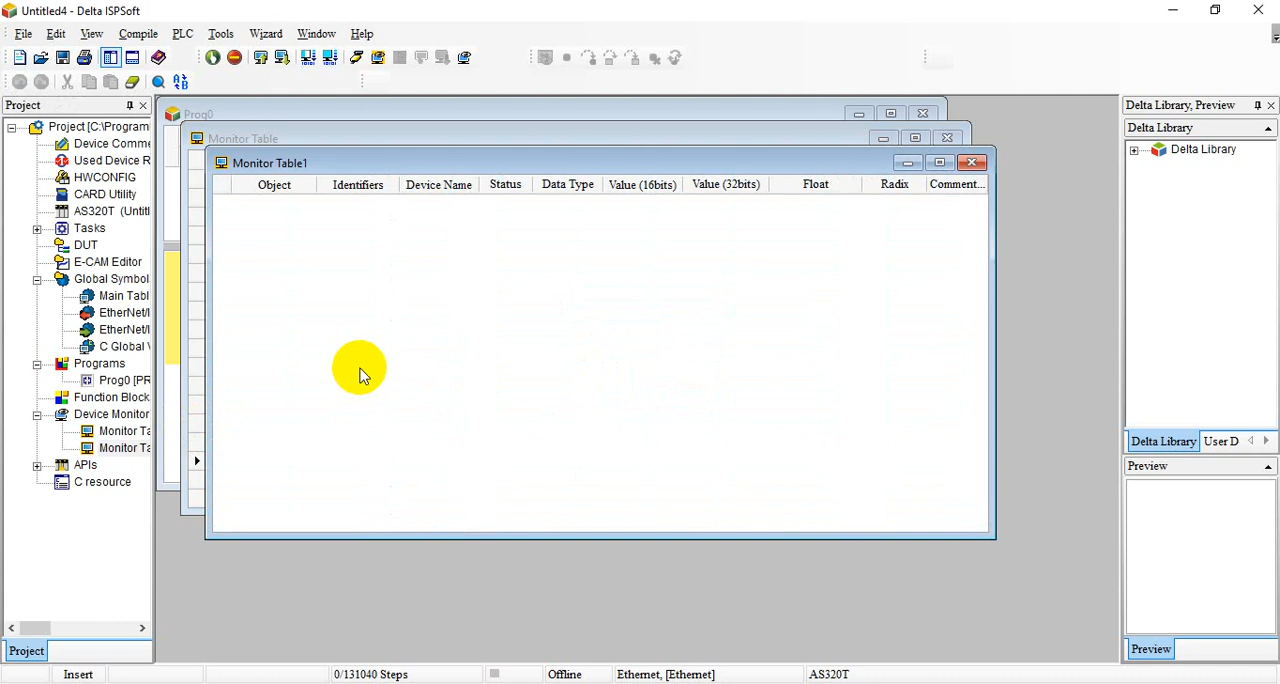 Untitled4 - Delta ISPSoft
File Edit View Compile PLC Tools Wizard Window Help
Project
Project [C:\Program
Device Comme
Used Device R
HWCONFIG
CARD Utility
AS320T (Untitl
Tasks
DUT
E-CAM Editor
Global Symbol
Main Tabl
EtherNet/I
EtherNet/I
C Global V
Programs
Prog0 [PR
Function Block
Device Monitor
Monitor Ta
Monitor Ta
APIs
C resource
Project
Prog0
Monitor Table
Monitor Table1
Object Identifiers Device Name Status Data Type Value (16bits) Value (32bits) Float Radix Comment...
Delta Library, Preview
Delta Library
Delta Library
Delta Library User D
Preview
Preview
Insert 0/131040 Steps Offline Ethernet, [Ethernet] AS320T